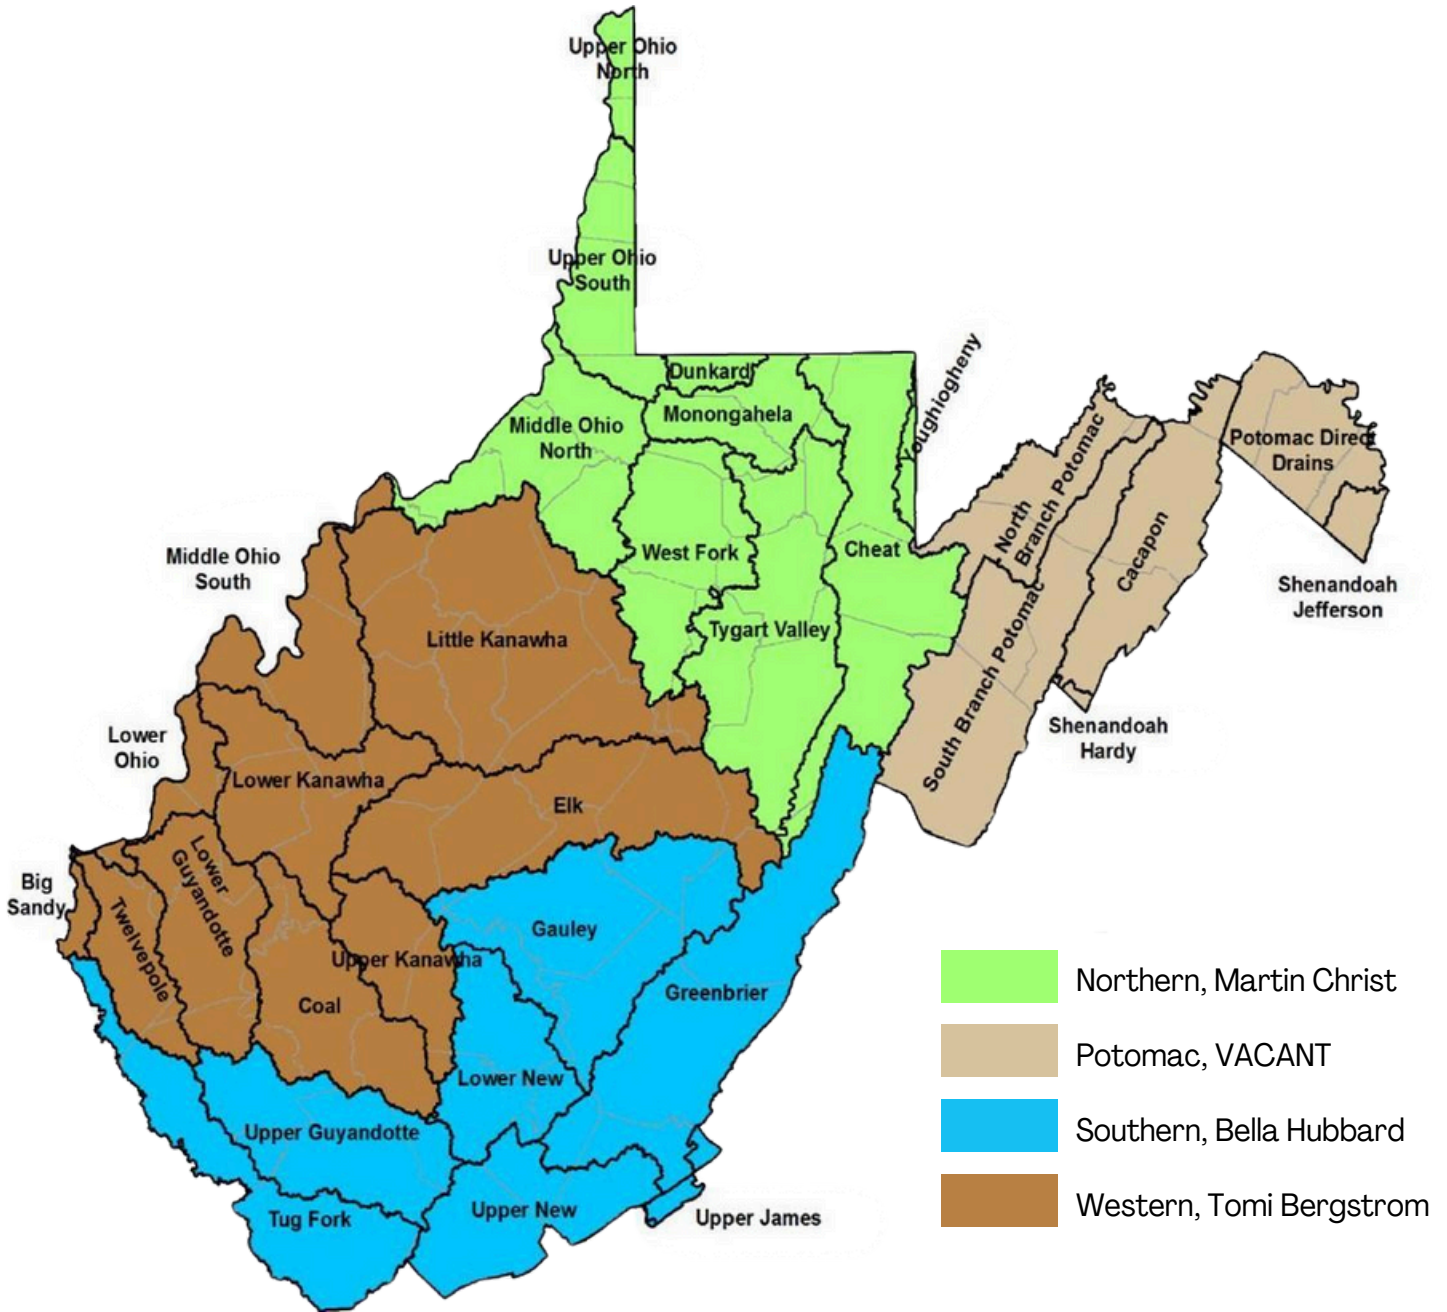 Upper Ohio
North
Upper Ohio
South
Dunkard
Monongahela
Youghiogheny
Middle Ohio
North
West Fork
Cheat
Tygart Valley
North
Branch Potomac
South Branch Potomac
Cacapon
Potomac Direct
Drains
Shenandoah
Jefferson
Shenandoah
Hardy
Middle Ohio
South
Little Kanawha
Lower
Ohio
Lower Kanawha
Elk
Big
Sandy
Twelvepole
Lower
Guyandotte
Coal
Upper Kanawha
Gauley
Greenbrier
Lower New
Upper Guyandotte
Tug Fork
Upper New
Upper James
Northern, Martin Christ
Potomac, VACANT
Southern, Bella Hubbard
Western, Tomi Bergstrom